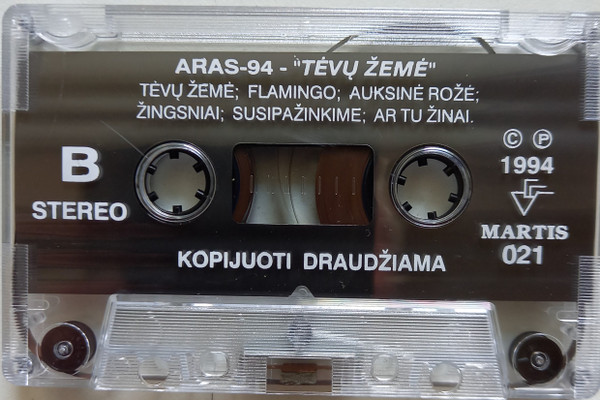 ARAS-94 - "TĖVŲ ŽEMĖ"
TĖVŲ ŽEMĖ; FLAMINGO; AUKSINĖ ROŽĖ;
ŽINGSNIAI; SUSIPAŽINKIME; AR TU ŽINAI.
B
STEREO
© ℗
1994
MARTIS
021
KOPIJUOTI DRAUDŽIAMA